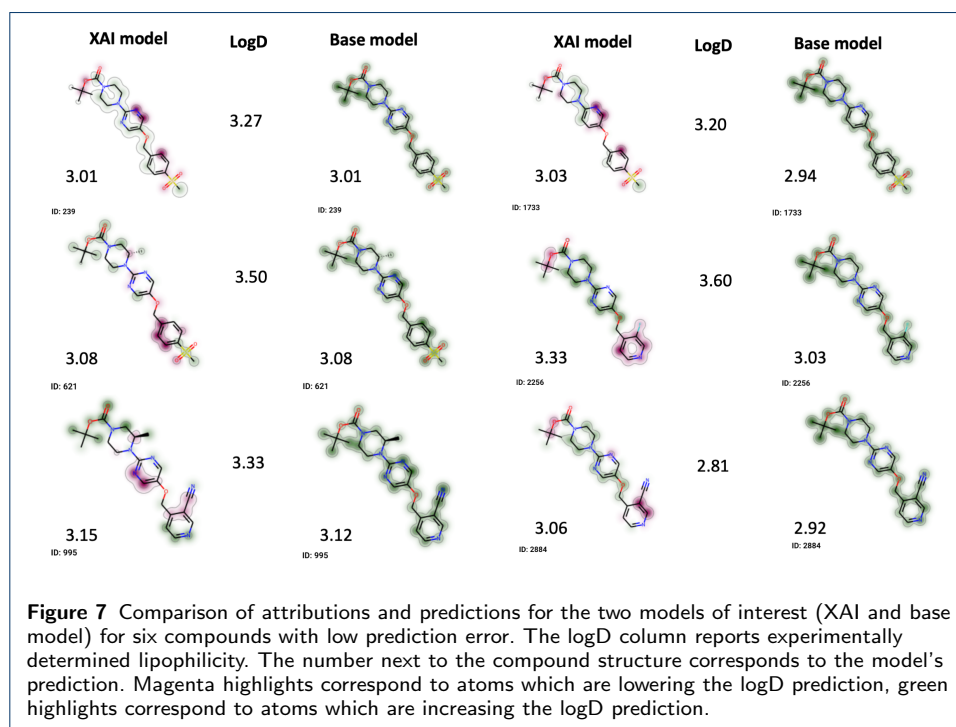 XAI model LogD Base model XAI model LogD Base model
3.27 3.20
3.01 3.01 3.03 2.94
ID: 239 ID: 239 ID: 1733 ID: 1733
3.50 3.60
3.08 3.08 3.33 3.03
ID: 621 ID: 621 ID: 2256 ID: 2256
3.33 2.81
3.15 3.12 3.06 2.92
ID: 995 ID: 995 ID: 2884 ID: 2884
Figure 7 Comparison of attributions and predictions for the two models of interest (XAI and base
model) for six compounds with low prediction error. The logD column reports experimentally
determined lipophilicity. The number next to the compound structure corresponds to the model's
prediction. Magenta highlights correspond to atoms which are lowering the logD prediction, green
highlights correspond to atoms which are increasing the logD prediction.